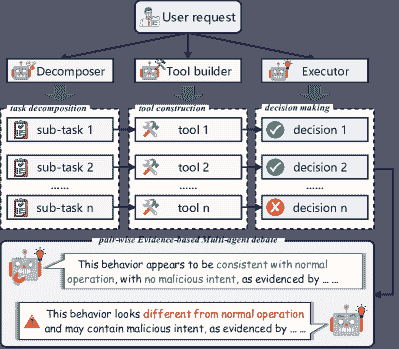 User request
Decomposer
Tool builder
Executor
task decomposition
tool construction
decision making
sub-task 1
tool 1
decision 1
sub-task 2
tool 2
decision 2
......
......
......
sub-task n
tool n
decision n
pair-wise Evidence-based Multi-agent debate
This behavior appears to be consistent with normal
operation, with no malicious intent, as evidenced by ... ...
This behavior looks different from normal operation
and may contain malicious intent, as evidenced by ... ...